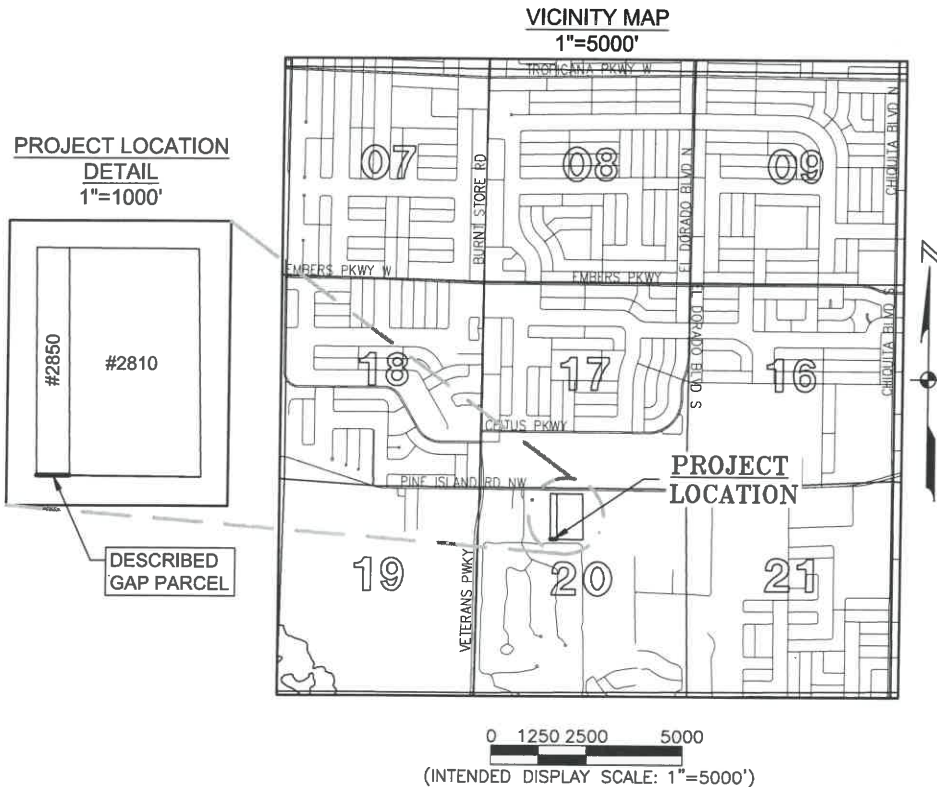 VICINITY MAP
1"=5000'
TROPICANA PKWY W
PROJECT LOCATION
DETAIL
1"=1000'
07
08
09
BURNT STORE RD
EL DORADO BLVD N
CHIQUITA BLVD N
EMBERS PKWY W
EMBERS PKWY
N
#2850
#2810
18
17
16
EL DORADO BLVD S
CHIQUITA BLVD S
CEITUS PKWY
PINE ISLAND RD NW
PROJECT
LOCATION
DESCRIBED
GAP PARCEL
19
20
21
VETERANS PWKY
0 1250 2500 5000
(INTENDED DISPLAY SCALE: 1"=5000')